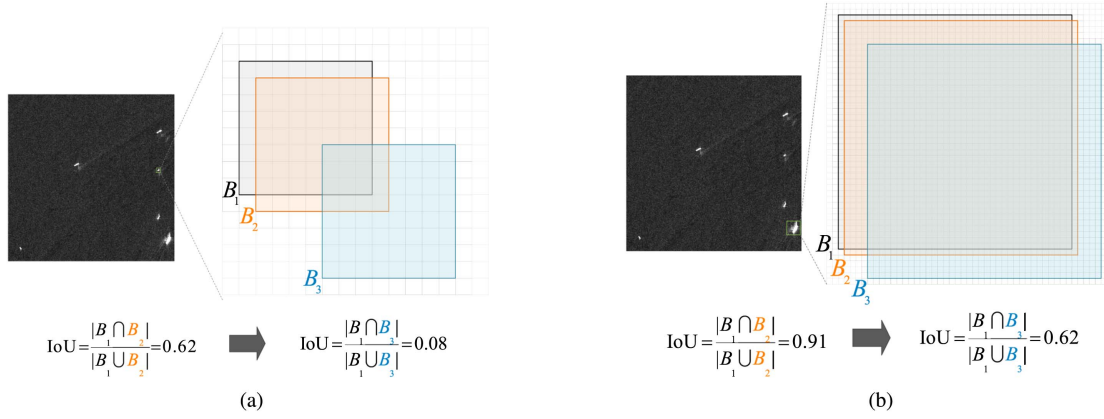 B1
B2
B3
IoU = |B1 ∩ B2| / |B1 ∪ B2| = 0.62
IoU = |B1 ∩ B3| / |B1 ∪ B3| = 0.08
(a)
B1
B2
B3
IoU = |B1 ∩ B2| / |B1 ∪ B2| = 0.91
IoU = |B1 ∩ B3| / |B1 ∪ B3| = 0.62
(b)